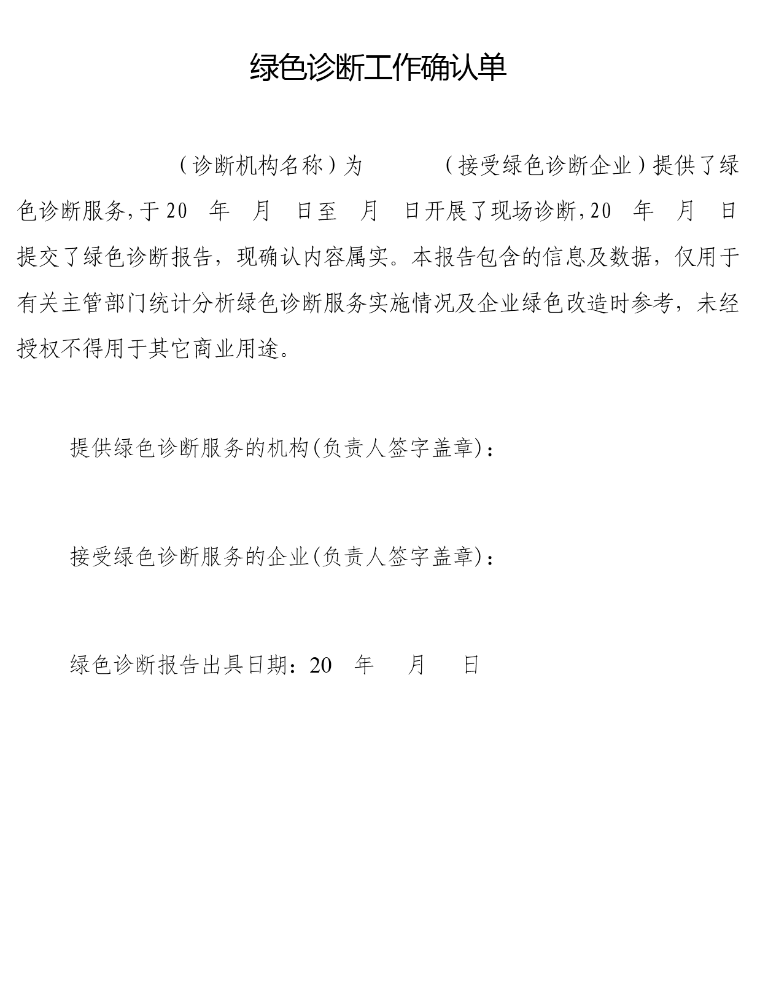 绿色诊断工作确认单
（诊断机构名称）为 （接受绿色诊断企业）提供了绿
色诊断服务,于20 年 月 日至 月 日开展了现场诊断,20 年 月 日
提交了绿色诊断报告，现确认内容属实。本报告包含的信息及数据，仅用于
有关主管部门统计分析绿色诊断服务实施情况及企业绿色改造时参考，未经
授权不得用于其它商业用途。
提供绿色诊断服务的机构(负责人签字盖章)：
接受绿色诊断服务的企业(负责人签字盖章)：
绿色诊断报告出具日期：20 年 月 日